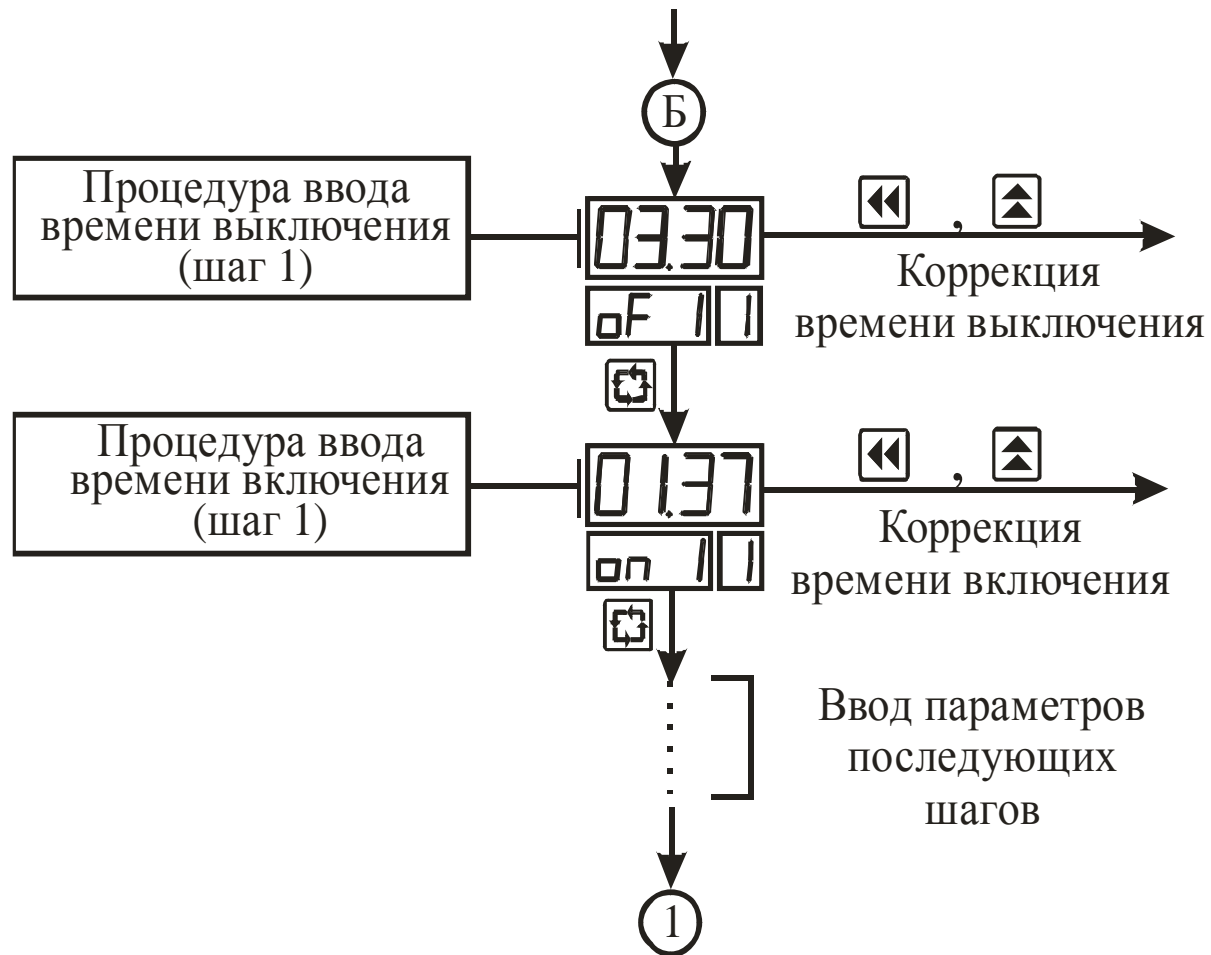 Б
Процедура ввода
времени выключения
(шаг 1)
03.30
,
Коррекция
времени выключения
oF 1 1
Процедура ввода
времени включения
(шаг 1)
01.37
,
Коррекция
времени включения
on 1 1
Ввод параметров
последующих
шагов
1